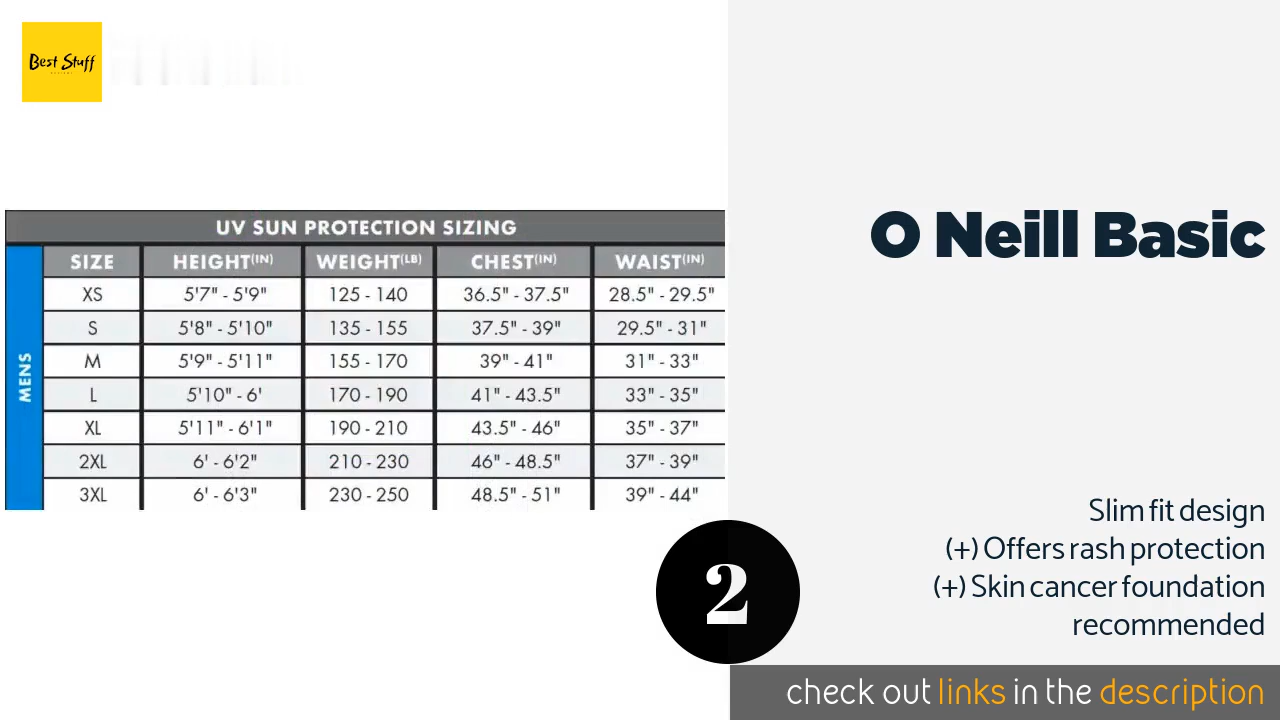 Best Stuff
UV SUN PROTECTION SIZING
SIZE HEIGHT(IN) WEIGHT(LB) CHEST(IN) WAIST(IN)
MENS
XS 5'7" - 5'9" 125 - 140 36.5" - 37.5" 28.5" - 29.5"
S 5'8" - 5'10" 135 - 155 37.5" - 39" 29.5" - 31"
M 5'9" - 5'11" 155 - 170 39" - 41" 31" - 33"
L 5'10" - 6' 170 - 190 41" - 43.5" 33" - 35"
XL 5'11" - 6'1" 190 - 210 43.5" - 46" 35" - 37"
2XL 6' - 6'2" 210 - 230 46" - 48.5" 37" - 39"
3XL 6' - 6'3" 230 - 250 48.5" - 51" 39" - 44"
O Neill Basic
Slim fit design
(+) Offers rash protection
(+) Skin cancer foundation
recommended
2
check out links in the description